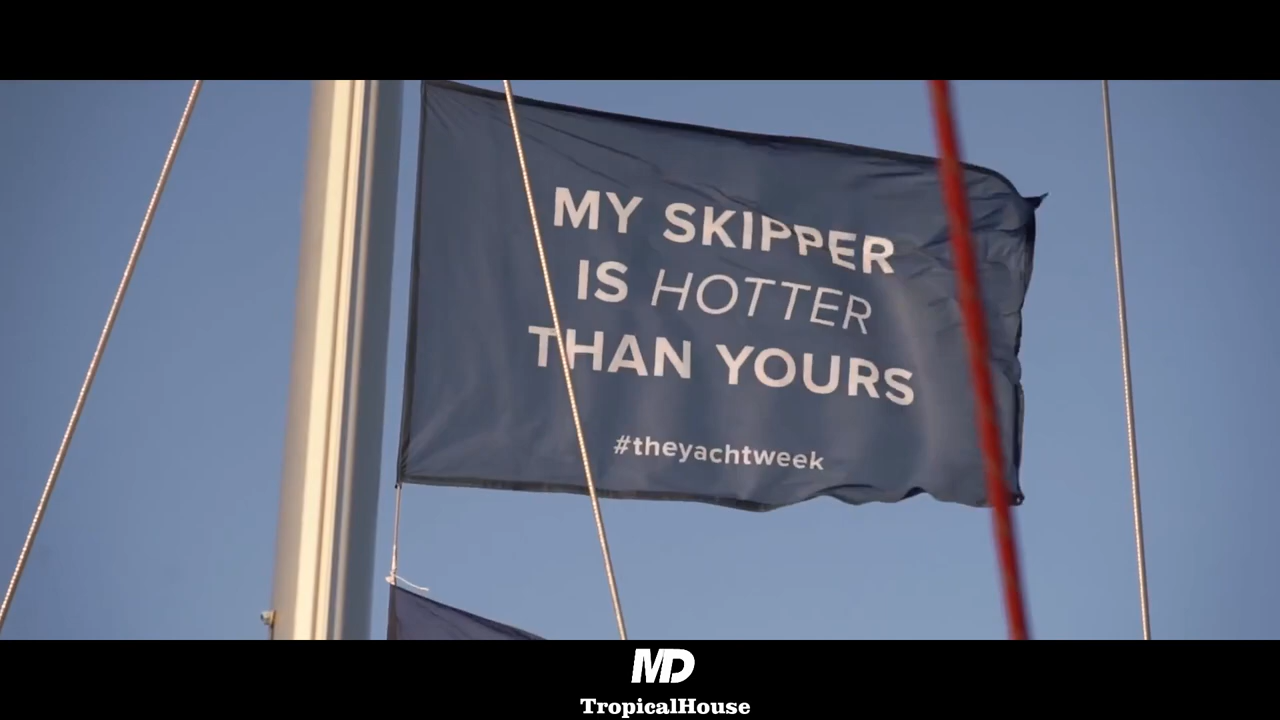 MY SKIPPER
IS HOTTER
THAN YOURS
#theyachtweek
MD
TropicalHouse